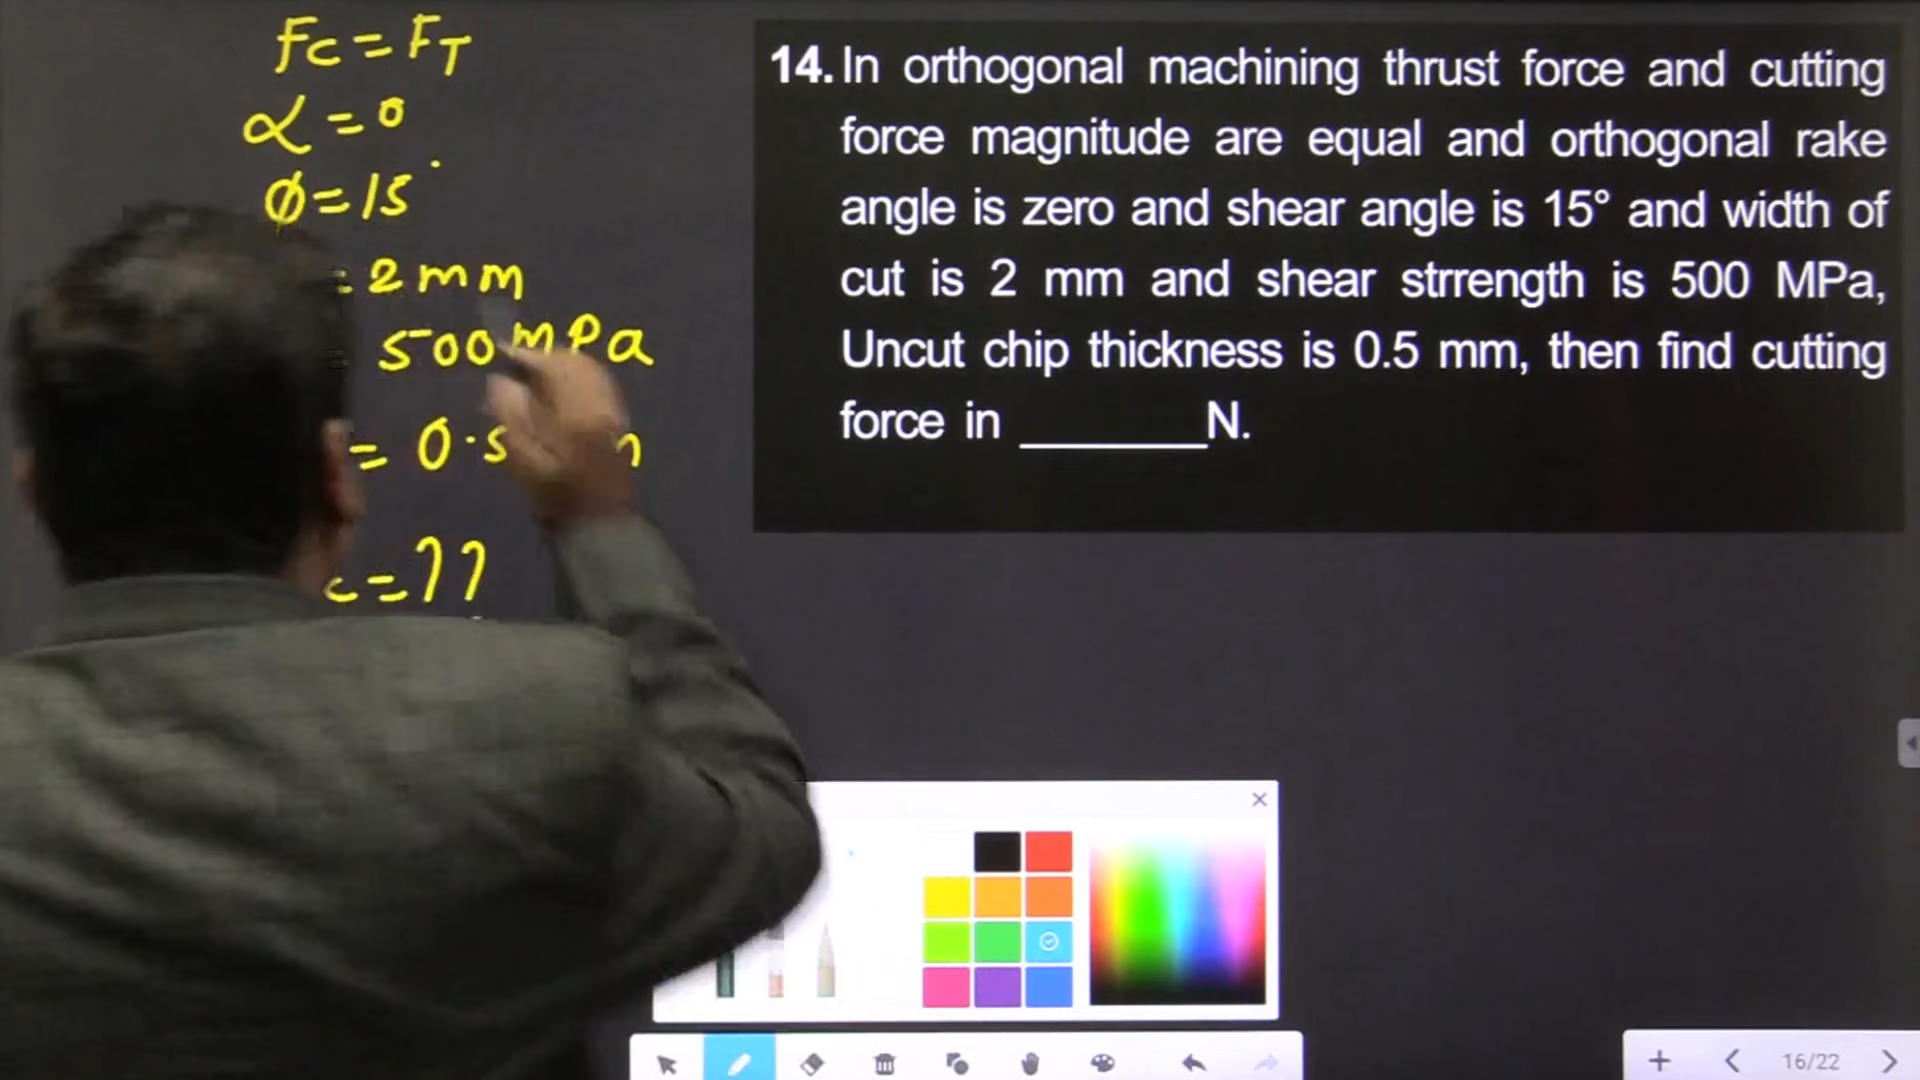 Fc = FT
α = 0
φ = 15°
= 2mm
500mPa
= 0.5
c = ??
14. In orthogonal machining thrust force and cutting
force magnitude are equal and orthogonal rake
angle is zero and shear angle is 15° and width of
cut is 2 mm and shear strrength is 500 MPa,
Uncut chip thickness is 0.5 mm, then find cutting
force in ________N.
16/22